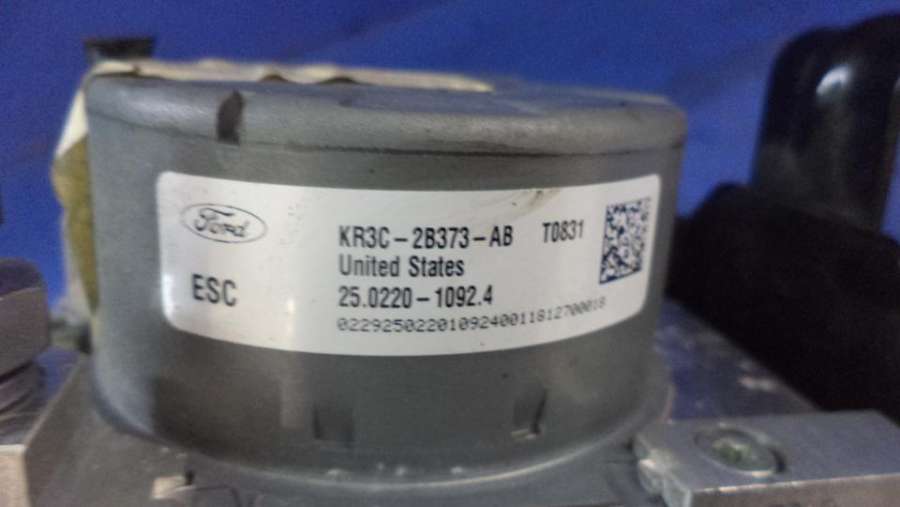 Ford
KR3C-2B373-AB T0831
United States
ESC 25.0220-1092.4
0229250220109240011812700018